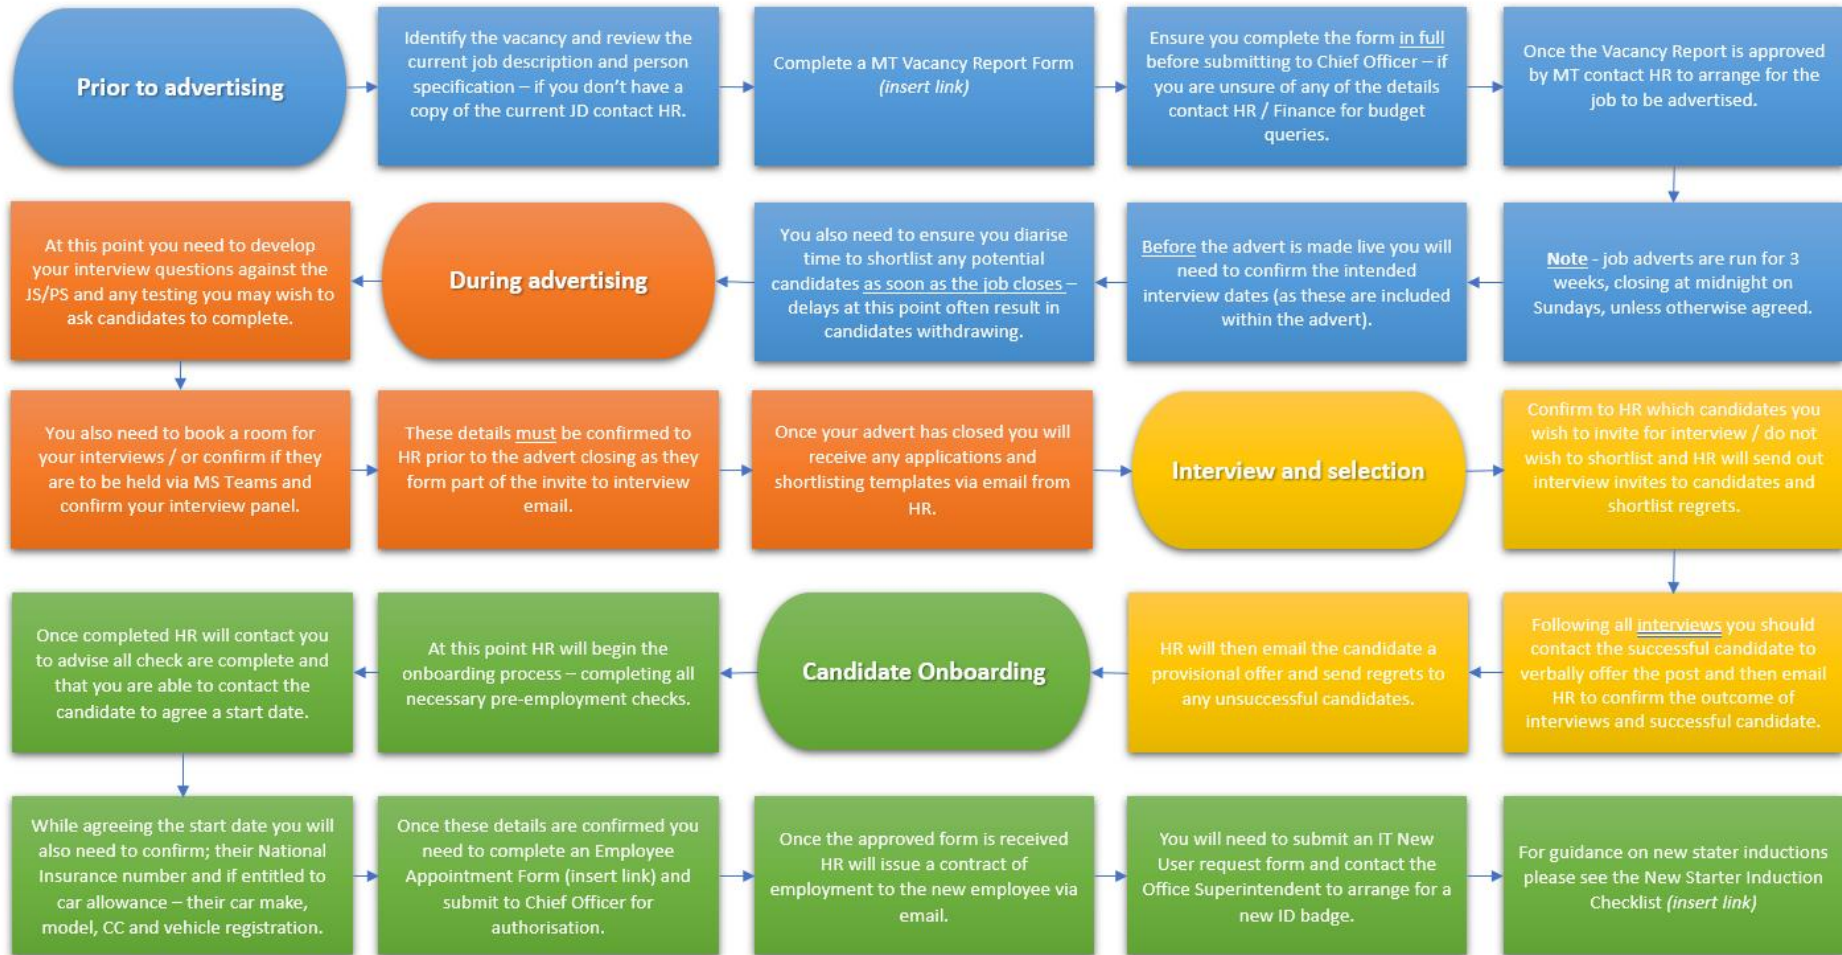 Prior to advertising
Identify the vacancy and review the
current job description and person
specification – if you don't have a
copy of the current JD contact HR.
Complete a MT Vacancy Report Form
(insert link)
Ensure you complete the form in full
before submitting to Chief Officer – if
you are unsure of any of the details
contact HR / Finance for budget
queries.
Once the Vacancy Report is approved
by MT contact HR to arrange for the
job to be advertised.
Note - job adverts are run for 3
weeks, closing at midnight on
Sundays, unless otherwise agreed.
Before the advert is made live you will
need to confirm the intended
interview dates (as these are included
within the advert).
You also need to ensure you diarise
time to shortlist any potential
candidates as soon as the job closes –
delays at this point often result in
candidates withdrawing.
During advertising
At this point you need to develop
your interview questions against the
JS/PS and any testing you may wish to
ask candidates to complete.
You also need to book a room for
your interviews / or confirm if they
are to be held via MS Teams and
confirm your interview panel.
These details must be confirmed to
HR prior to the advert closing as they
form part of the invite to interview
email.
Once your advert has closed you will
receive any applications and
shortlisting templates via email from
HR.
Interview and selection
Confirm to HR which candidates you
wish to invite for interview / do not
wish to shortlist and HR will send out
interview invites to candidates and
shortlist regrets.
Following all interviews you should
contact the successful candidate to
verbally offer the post and then email
HR to confirm the outcome of
interviews and successful candidate.
HR will then email the candidate a
provisional offer and send regrets to
any unsuccessful candidates.
Candidate Onboarding
At this point HR will begin the
onboarding process – completing all
necessary pre-employment checks.
Once completed HR will contact you
to advise all check are complete and
that you are able to contact the
candidate to agree a start date.
While agreeing the start date you will
also need to confirm; their National
Insurance number and if entitled to
car allowance – their car make,
model, CC and vehicle registration.
Once these details are confirmed you
need to complete an Employee
Appointment Form (insert link) and
submit to Chief Officer for
authorisation.
Once the approved form is received
HR will issue a contract of
employment to the new employee via
email.
You will need to submit an IT New
User request form and contact the
Office Superintendent to arrange for a
new ID badge.
For guidance on new stater inductions
please see the New Starter Induction
Checklist (insert link)